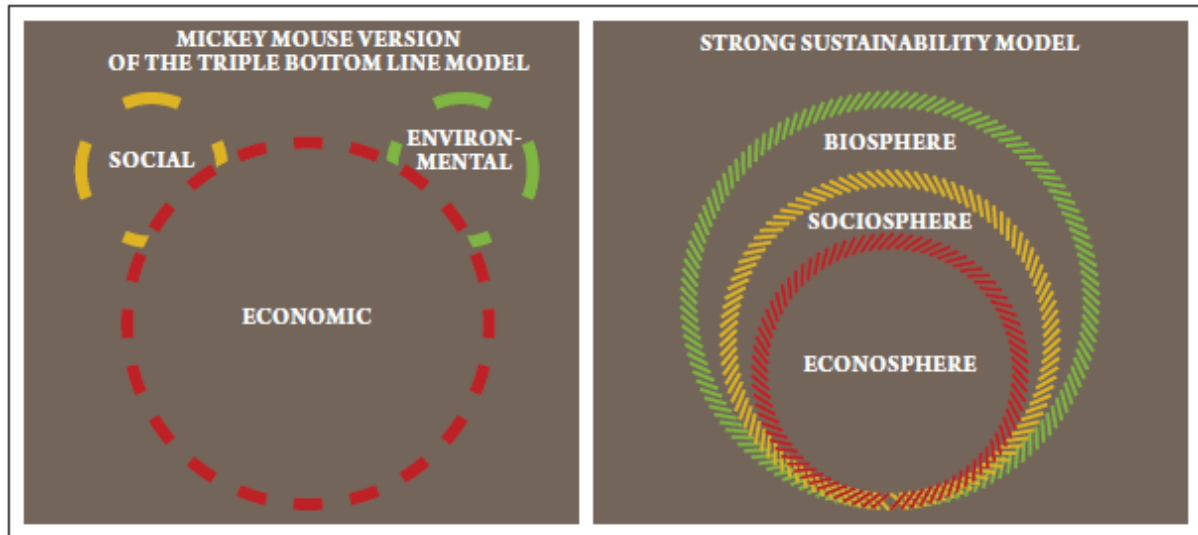 MICKEY MOUSE VERSION
OF THE TRIPLE BOTTOM LINE MODEL
SOCIAL
ENVIRON-
MENTAL
ECONOMIC
STRONG SUSTAINABILITY MODEL
BIOSPHERE
SOCIOSPHERE
ECONOSPHERE